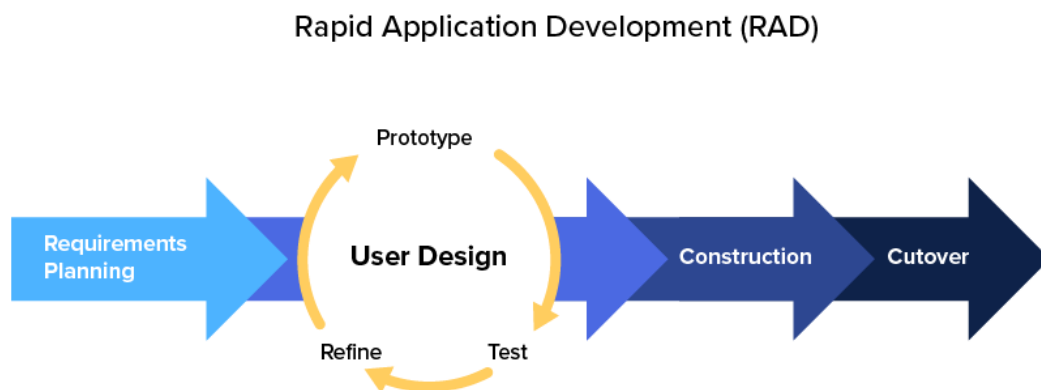 Rapid Application Development (RAD)
Prototype
Requirements
Planning
User Design
Construction
Cutover
Refine
Test